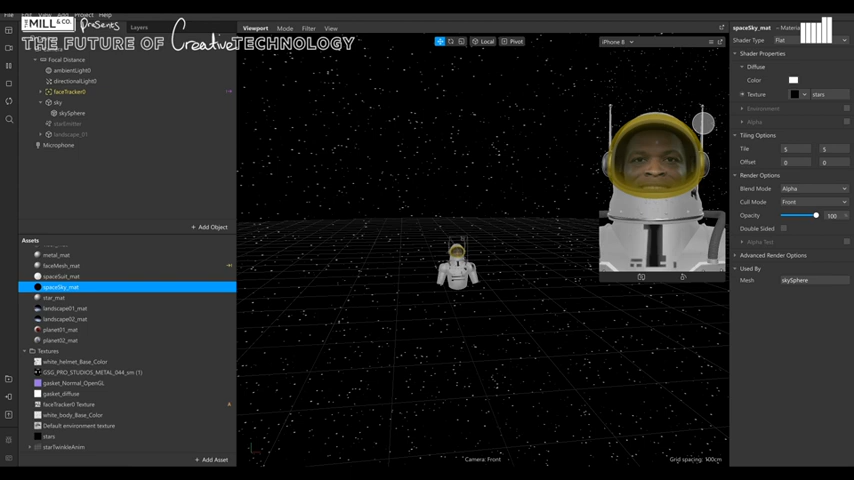 THE MILL & CO. Presents
THE FUTURE OF Creative TECHNOLOGY
Layers
Viewport Mode Filter View
Local Pivot
iPhone 8
Focal Distance
ambientLight0
directionalLight0
faceTracker0
sky
skySphere
starEmitter
landscape_01
Microphone
Add Object
Assets
metal_mat
faceMesh_mat
spaceSuit_mat
spaceSky_mat
star_mat
landscape01_mat
landscape02_mat
planet01_mat
planet02_mat
Textures
white_helmet_Base_Color
GSG_PRO_STUDIOS_METAL_044_sm (1)
gasket_Normal_OpenGL
gasket_diffuse
faceTracker0 Texture
white_body_Base_Color
Default environment texture
stars
starTwinkleAnim
Add Asset
Camera: Front
Grid spacing: 100cm
spaceSky_mat
Shader Type Flat
Shader Properties
Diffuse
Color
Texture stars
Environment
Alpha
Tiling Options
Tile 5 5
Offset 0 0
Render Options
Blend Mode Alpha
Cull Mode Front
Opacity 100
Double Sided
Alpha Test
Advanced Render Options
Used By
Mesh skySphere